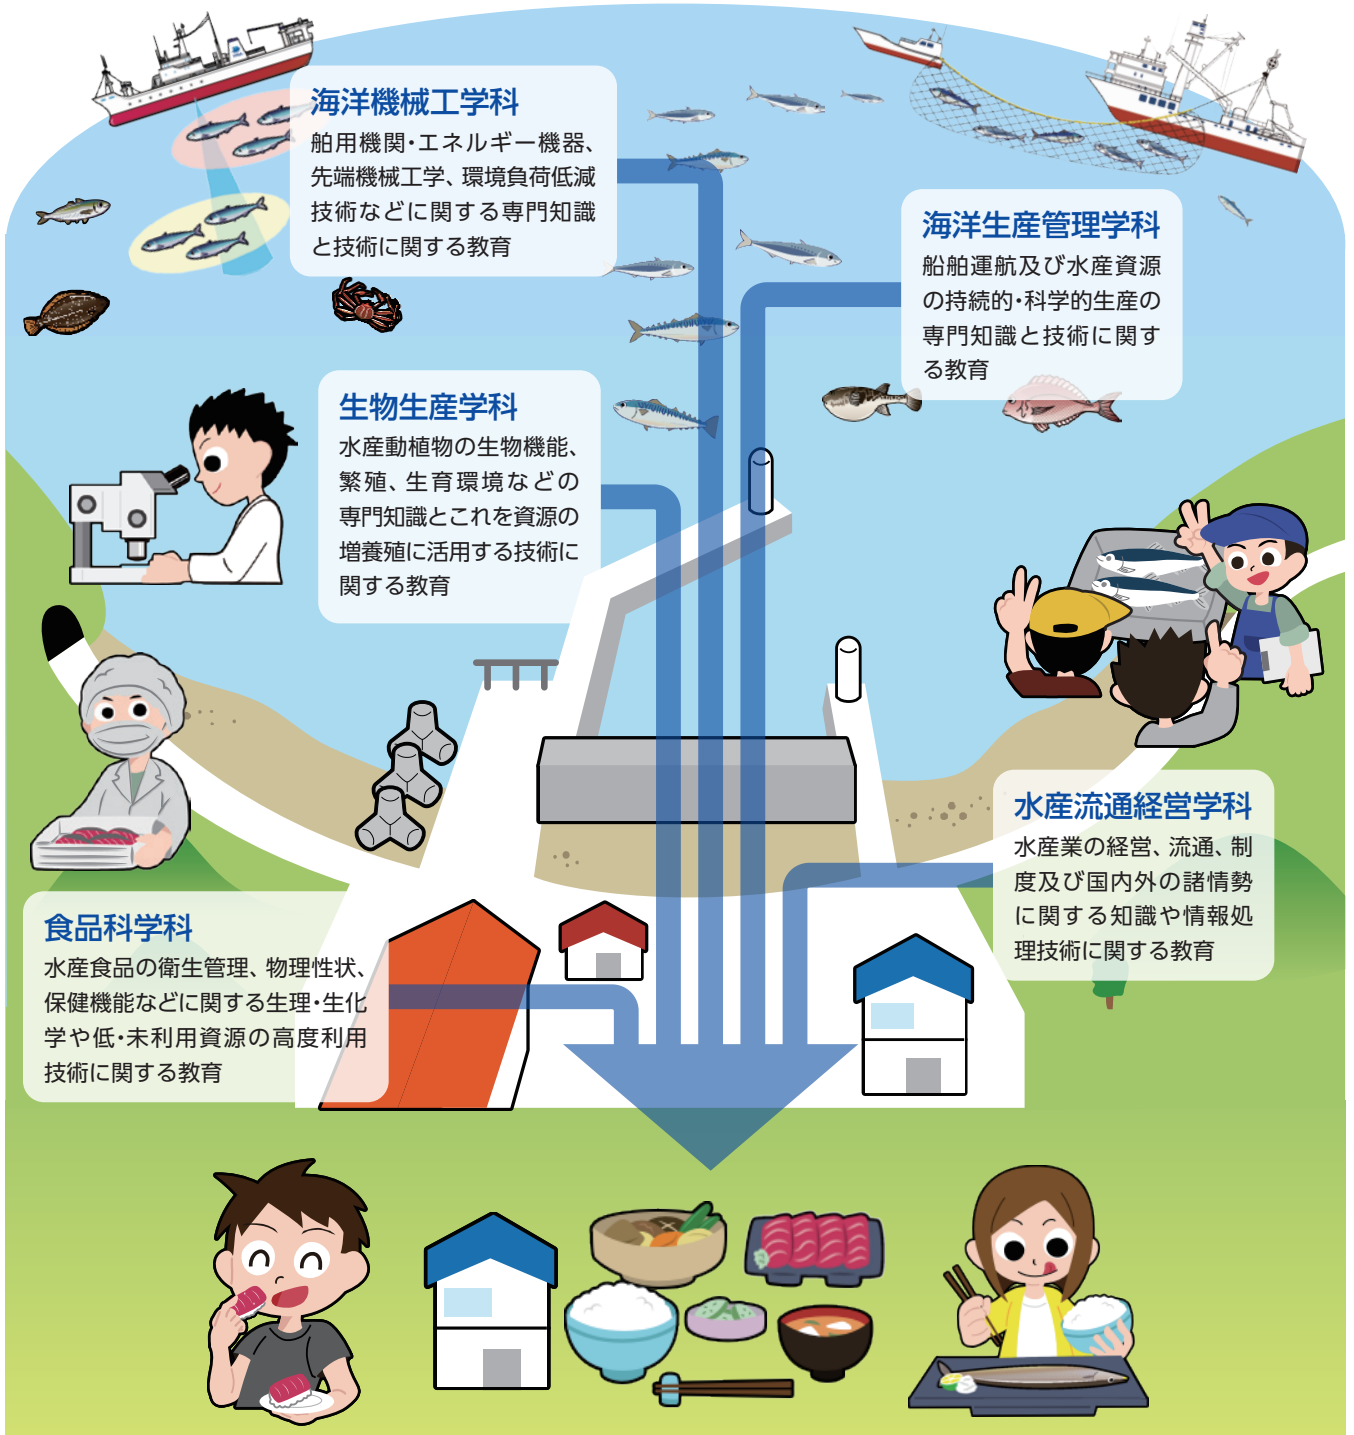 海洋機械工学科
舶用機関・エネルギー機器、
先端機械工学、環境負荷低減
技術などに関する専門知識
と技術に関する教育
海洋生産管理学科
船舶運航及び水産資源
の持続的・科学的生産の
専門知識と技術に関す
る教育
生物生産学科
水産動植物の生物機能、
繁殖、生育環境などの
専門知識とこれを資源の
増養殖に活用する技術に
関する教育
水産流通経営学科
水産業の経営、流通、制
度及び国内外の諸情勢
に関する知識や情報処
理技術に関する教育
食品科学科
水産食品の衛生管理、物理性状、
保健機能などに関する生理・生化
学や低・未利用資源の高度利用
技術に関する教育